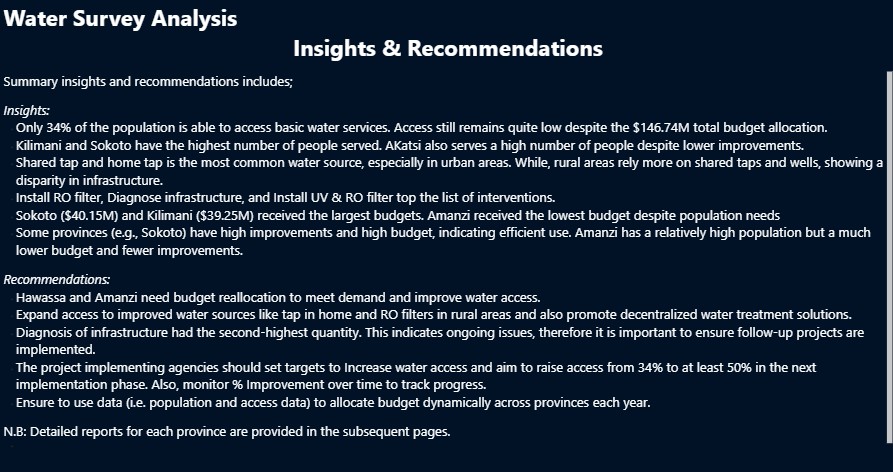 Water Survey Analysis
Insights & Recommendations
Summary insights and recommendations includes;
Insights:
Only 34% of the population is able to access basic water services. Access still remains quite low despite the $146.74M total budget allocation.
Kilimani and Sokoto have the highest number of people served. AKatsi also serves a high number of people despite lower improvements.
Shared tap and home tap is the most common water source, especially in urban areas. While, rural areas rely more on shared taps and wells, showing a
disparity in infrastructure.
Install RO filter, Diagnose infrastructure, and Install UV & RO filter top the list of interventions.
Sokoto ($40.15M) and Kilimani ($39.25M) received the largest budgets. Amanzi received the lowest budget despite population needs
Some provinces (e.g., Sokoto) have high improvements and high budget, indicating efficient use. Amanzi has a relatively high population but a much
lower budget and fewer improvements.
Recommendations:
Hawassa and Amanzi need budget reallocation to meet demand and improve water access.
Expand access to improved water sources like tap in home and RO filters in rural areas and also promote decentralized water treatment solutions.
Diagnosis of infrastructure had the second-highest quantity. This indicates ongoing issues, therefore it is important to ensure follow-up projects are
implemented.
The project implementing agencies should set targets to Increase water access and aim to raise access from 34% to at least 50% in the next
implementation phase. Also, monitor % Improvement over time to track progress.
Ensure to use data (i.e. population and access data) to allocate budget dynamically across provinces each year.
N.B: Detailed reports for each province are provided in the subsequent pages.